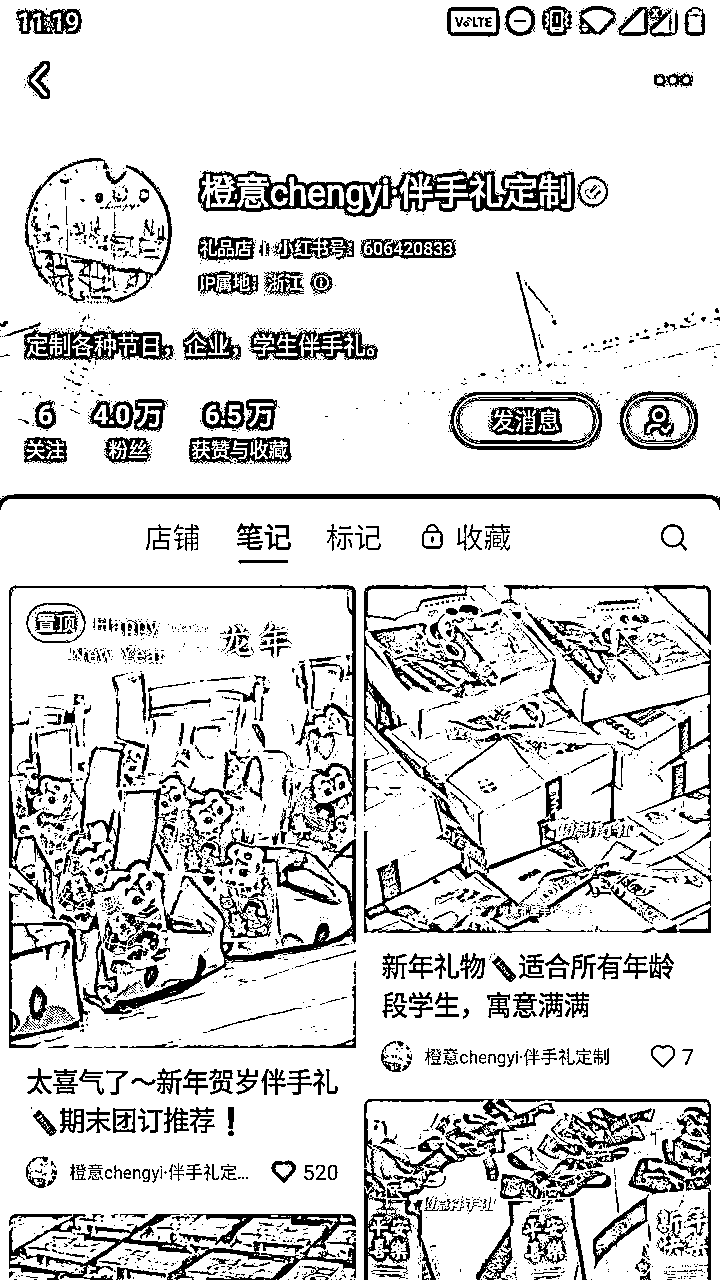 11:19
VoLTE
橙意chengyi·伴手礼定制
礼品店 | 小红书号：606420833
IP属地：浙江
定制各种节日，企业，学生伴手礼。
6 4.0万 6.5万
关注 粉丝 获赞与收藏
发消息
店铺 笔记 标记 收藏
置顶
Happy
New Year
龙年
太喜气了～新年贺岁伴手礼
期末团订推荐❗
橙意chengyi·伴手礼定... 520
新年礼物适合所有年龄
段学生，寓意满满
橙意chengyi·伴手礼定制 7
平安
喜乐